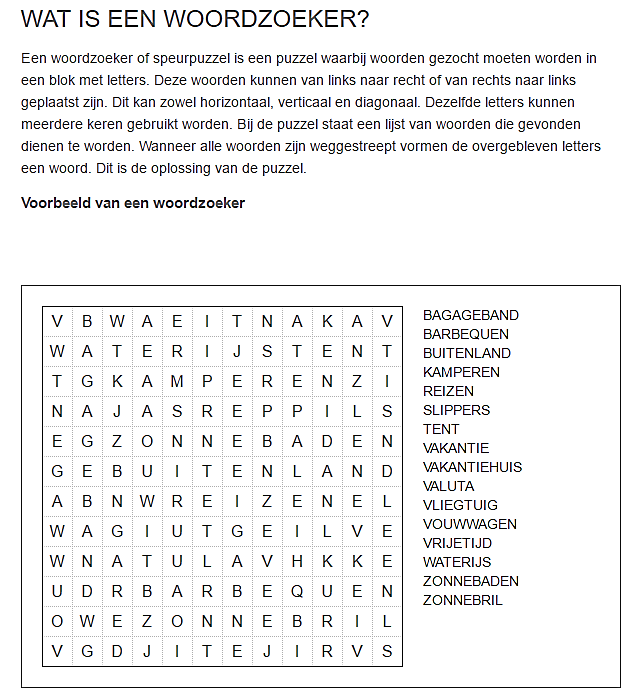 WAT IS EEN WOORDZOEKER?
Een woordzoeker of speurpuzzel is een puzzel waarbij woorden gezocht moeten worden in
een blok met letters. Deze woorden kunnen van links naar recht of van rechts naar links
geplaatst zijn. Dit kan zowel horizontaal, verticaal en diagonaal. Dezelfde letters kunnen
meerdere keren gebruikt worden. Bij de puzzel staat een lijst van woorden die gevonden
dienen te worden. Wanneer alle woorden zijn weggestreept vormen de overgebleven letters
een woord. Dit is de oplossing van de puzzel.
Voorbeeld van een woordzoeker
V B W A E I T N A K A V
W A T E R I J S T E N T
T G K A M P E R E N Z I
N A J A S R E P P I L S
E G Z O N N E B A D E N
G E B U I T E N L A N D
A B N W R E I Z E N E L
W A G I U T G E I L V E
W N A T U L A V H K K E
U D R B A R B E Q U E N
O W E Z O N N E B R I L
V G D J I T E J I R V S
BAGAGEBAND
BARBEQUEN
BUITENLAND
KAMPEREN
REIZEN
SLIPPERS
TENT
VAKANTIE
VAKANTIEHUIS
VALUTA
VLIEGTUIG
VOUWWAGEN
VRIJETIJD
WATERIJS
ZONNEBADEN
ZONNEBRIL